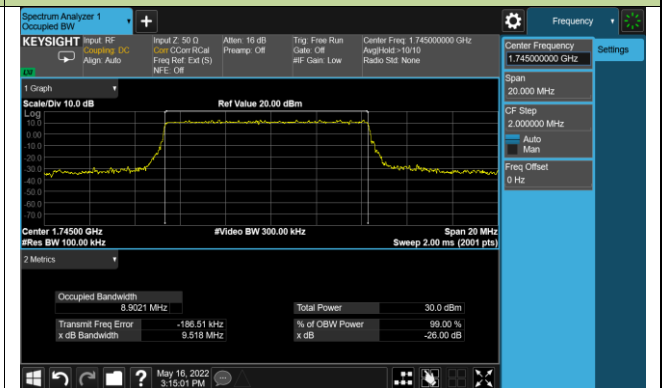 Spectrum Analyzer 1
Occupied BW
+
Frequency
KEYSIGHT
Input: RF
Coupling: DC
Align: Auto
Input Z: 50 Ω
Corr CCorr RCal
Freq Ref: Ext (S)
NFE: Off
Atten: 16 dB
Preamp: Off
Trig: Free Run
Gate: Off
#IF Gain: Low
Center Freq: 1.745000000 GHz
Avg|Hold:>10/10
Radio Std: None
Center Frequency
1.745000000 GHz
Settings
Span
20.000 MHz
CF Step
2.000000 MHz
Auto
Man
Freq Offset
0 Hz
LXI
1 Graph
Scale/Div 10.0 dB
Ref Value 20.00 dBm
Log
10.0
0.00
-10.0
-20.0
-30.0
-40.0
-50.0
-60.0
-70.0
Center 1.74500 GHz
#Video BW 300.00 kHz
Span 20 MHz
#Res BW 100.00 kHz
Sweep 2.00 ms (2001 pts)
2 Metrics
Occupied Bandwidth
8.9021 MHz
Total Power
30.0 dBm
Transmit Freq Error
-186.51 kHz
% of OBW Power
99.00 %
x dB Bandwidth
9.518 MHz
x dB
-26.00 dB
?
May 16, 2022
3:15:01 PM